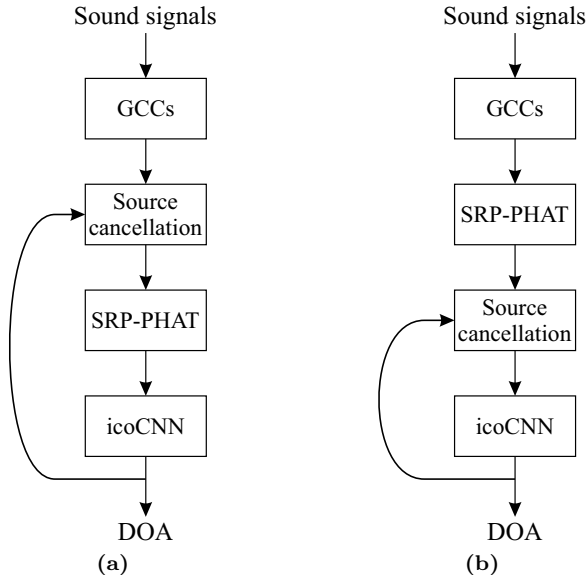 Sound signals
GCCs
Source
cancellation
SRP-PHAT
icoCNN
DOA
(a)
Sound signals
GCCs
SRP-PHAT
Source
cancellation
icoCNN
DOA
(b)